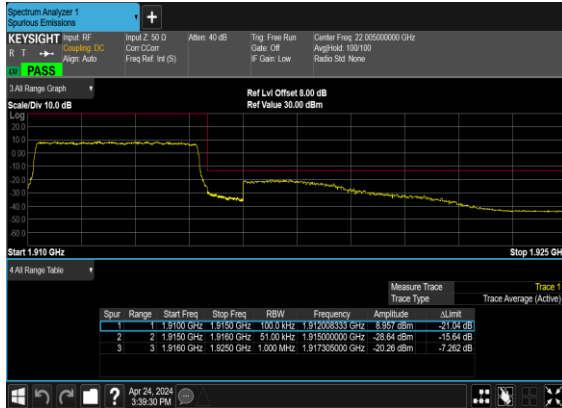 Spectrum Analyzer 1
Spurious Emissions
KEYSIGHT
Input: RF
Input Z: 50 Ω
Atten: 40 dB
Trig: Free Run
Center Freq: 22.005000000 GHz
R T
Coupling: DC
Corr CCorr
Gate: Off
Avg|Hold: 100/100
Align: Auto
Freq Ref: Int (S)
IF Gain: Low
Radio Std: None
PASS
3 All Range Graph
Ref Lvl Offset 8.00 dB
Scale/Div 10.0 dB
Ref Value 30.00 dBm
Log
20.0
10.0
0.00
-10.0
-20.0
-30.0
-40.0
-50.0
-60.0
Start 1.910 GHz
Stop 1.925 GH
4 All Range Table
Measure Trace
Trace 1
Trace Type
Trace Average (Active)
Spur Range Start Freq Stop Freq RBW Frequency Amplitude ΔLimit
1 1 1.9100 GHz 1.9150 GHz 100.0 kHz 1.912008333 GHz 8.957 dBm -21.04 dB
2 2 1.9150 GHz 1.9160 GHz 51.00 kHz 1.915000000 GHz -28.64 dBm -15.64 dB
3 3 1.9160 GHz 1.9250 GHz 1.000 MHz 1.917305000 GHz -20.26 dBm -7.262 dB
Apr 24, 2024
3:39:30 PM